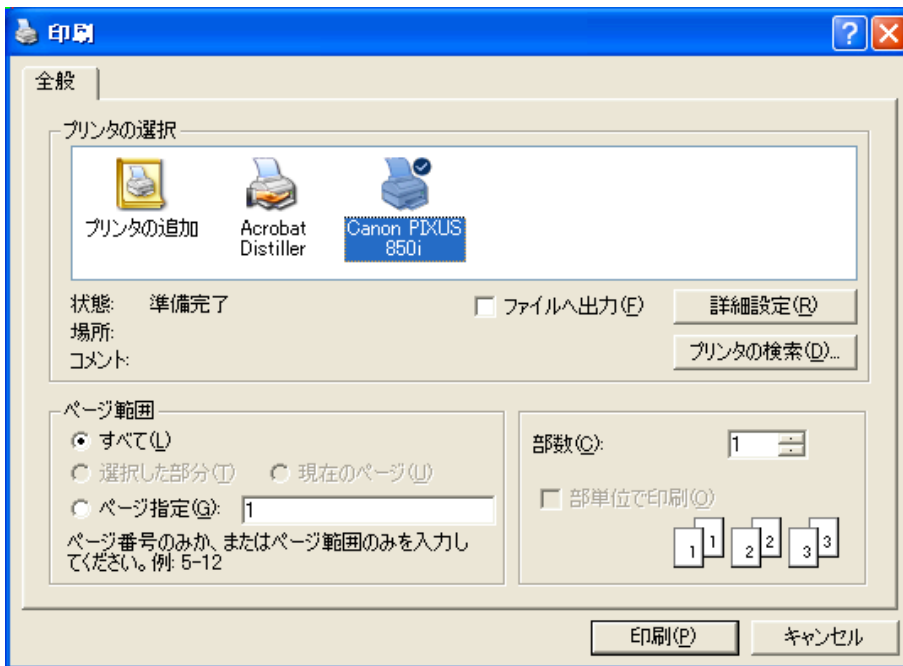 印刷
全般
プリンタの選択
プリンタの追加
Acrobat
Distiller
Canon PIXUS
850i
状態: 準備完了
ファイルへ出力(F)
詳細設定(R)
場所:
コメント:
プリンタの検索(D)...
ページ範囲
すべて(L)
選択した部分(T) 現在のページ(U)
ページ指定(G): 1
ページ番号のみか、またはページ範囲のみを入力し
てください。例: 5-12
部数(C): 1
部単位で印刷(O)
1 1 2 2 3 3
印刷(P) キャンセル